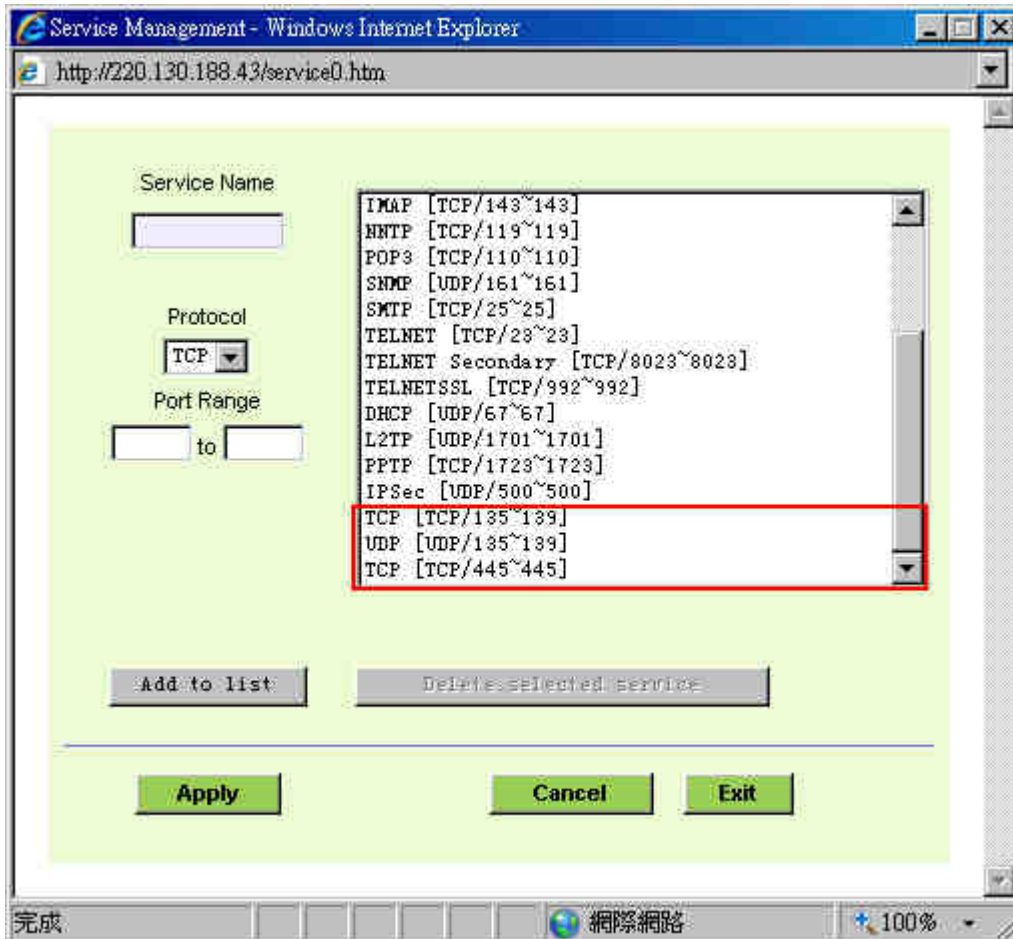 Service Management - Windows Internet Explorer
http://220.130.188.43/service0.htm
Service Name
Protocol
TCP
Port Range
to
IMAP [TCP/143~143]
NNTP [TCP/119~119]
POP3 [TCP/110~110]
SNMP [UDP/161~161]
SMTP [TCP/25~25]
TELNET [TCP/23~23]
TELNET Secondary [TCP/8023~8023]
TELNETSSL [TCP/992~992]
DHCP [UDP/67~67]
L2TP [UDP/1701~1701]
PPTP [TCP/1723~1723]
IPSec [UDP/500~500]
TCP [TCP/135~139]
UDP [UDP/135~139]
TCP [TCP/445~445]
Add to list
Delete selected service
Apply
Cancel
Exit
完成
網際網路
100%